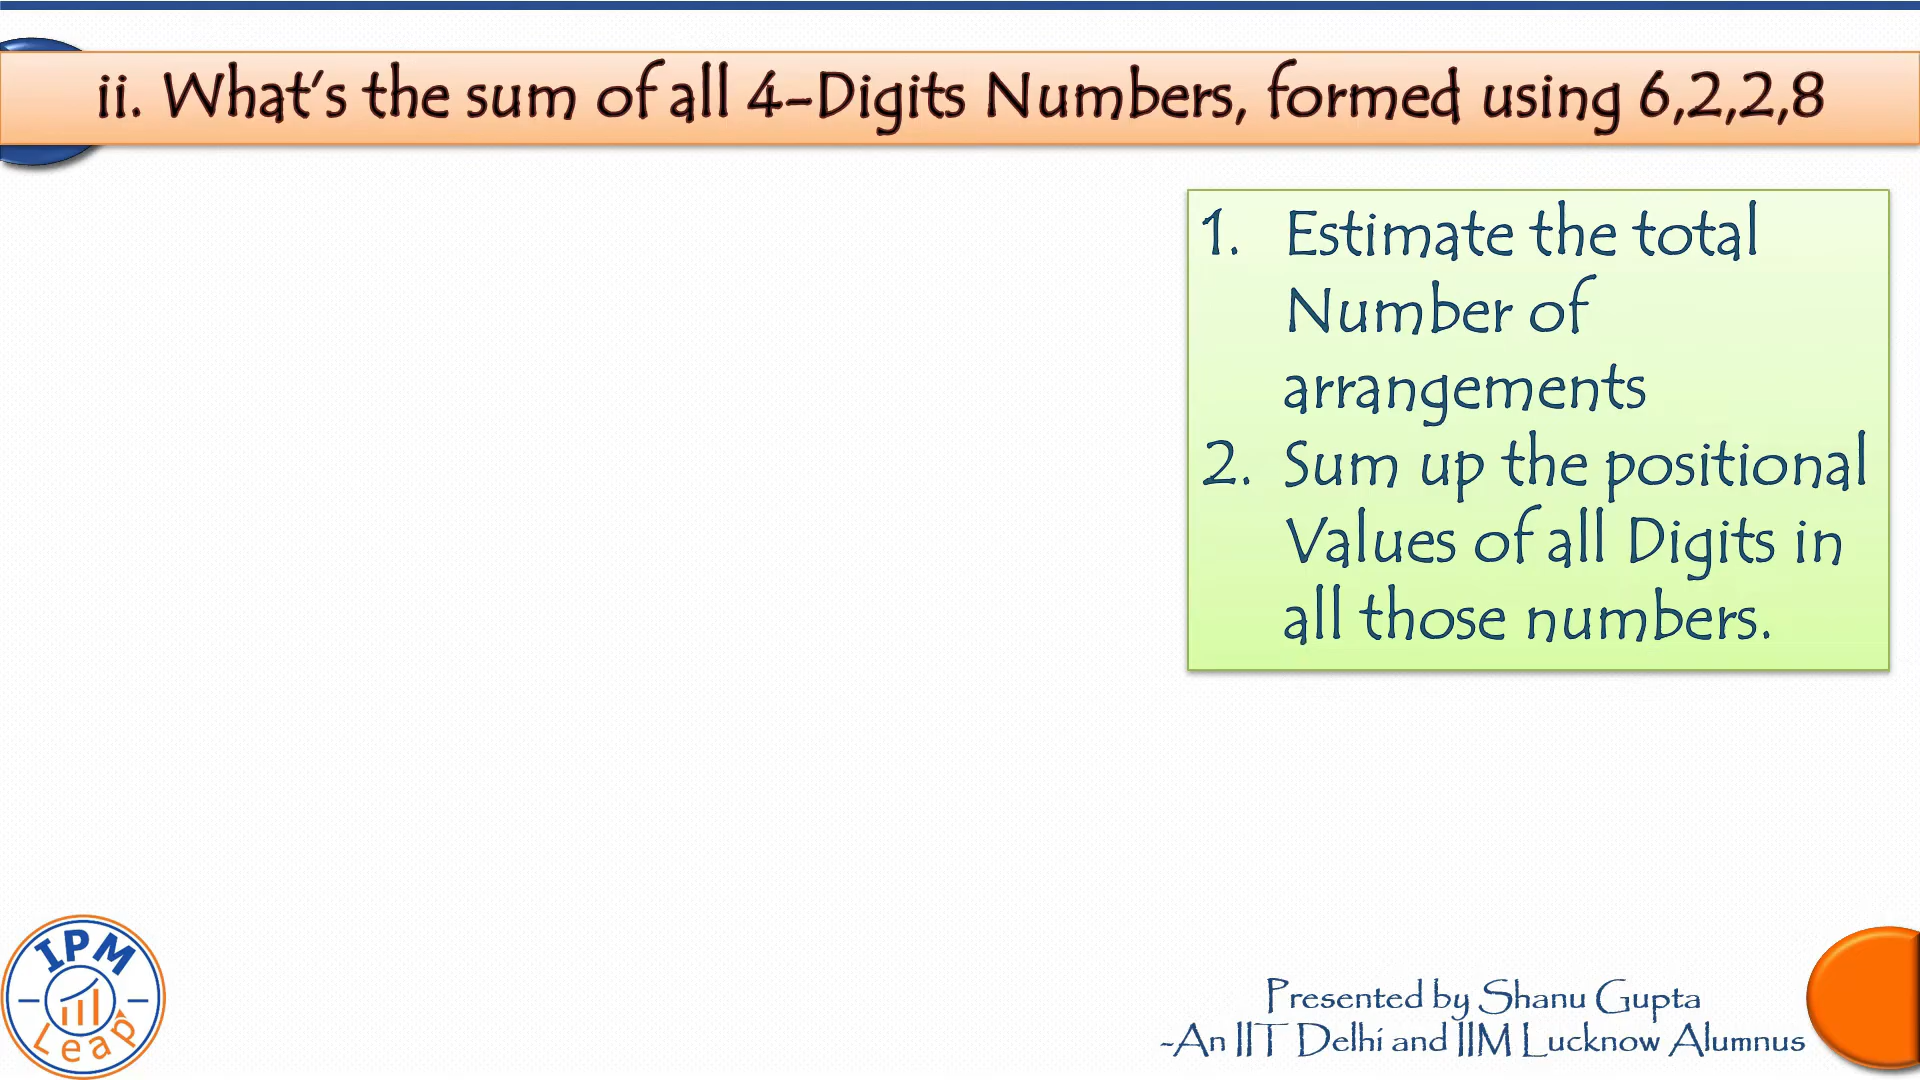 ii. What's the sum of all 4-Digits Numbers, formed using 6,2,2,8
1. Estimate the total
Number of
arrangements
2. Sum up the positional
Values of all Digits in
all those numbers.
IPM
Leap
Presented by Shanu Gupta
-An IIT Delhi and IIM Lucknow Alumnus